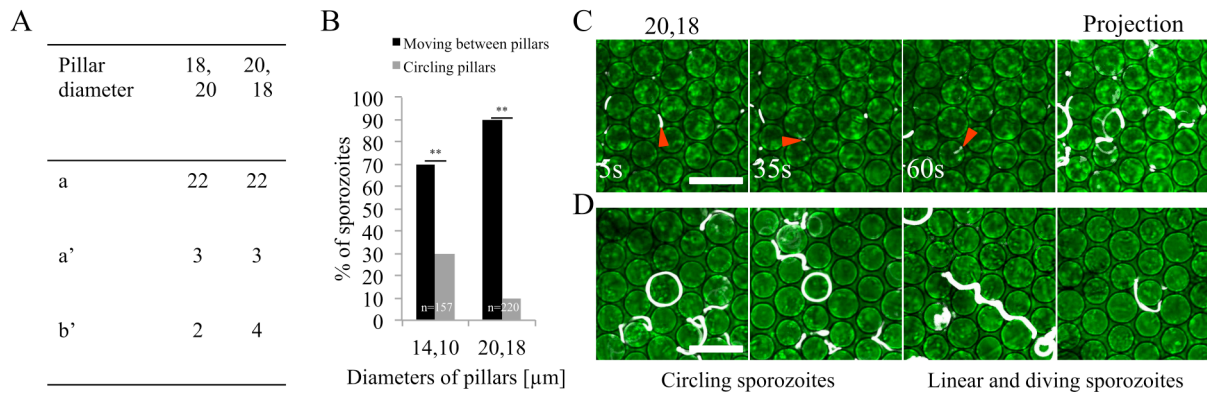 A
Pillar 18, 20,
diameter 20 18
a 22 22
a’ 3 3
b’ 2 4
B
Moving between pillars
Circling pillars
% of sporozoites
100
90
80
70
60
50
40
30
20
10
0
**
**
n=157
n=220
14,10 20,18
Diameters of pillars [µm]
C
20,18 Projection
5s 35s 60s
D
Circling sporozoites Linear and diving sporozoites